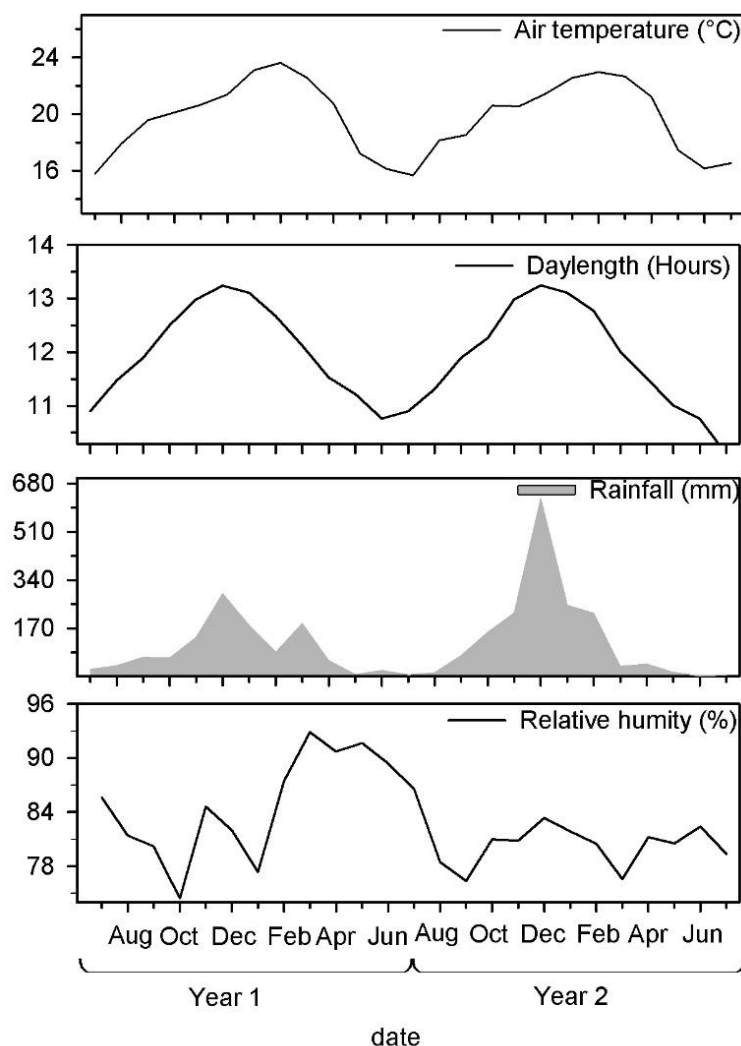 Air temperature (°C)
24
20
16
Daylength (Hours)
14
13
12
11
Rainfall (mm)
680
510
340
170
Relative humity (%)
96
90
84
78
Aug Oct Dec Feb Apr Jun Aug Oct Dec Feb Apr Jun
Year 1 Year 2
date